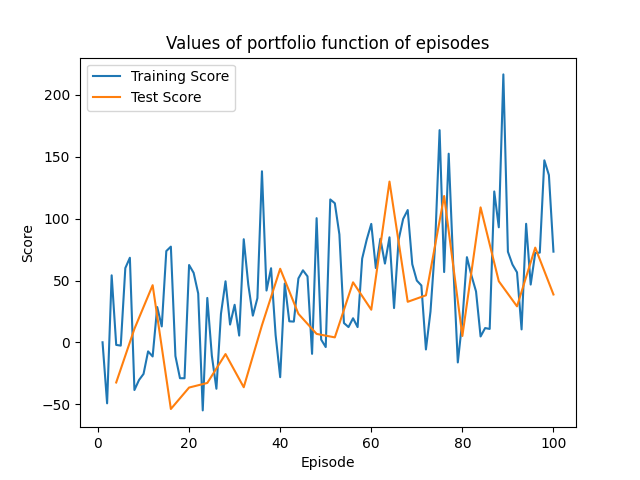 Values of portfolio function of episodes
Training Score
Test Score
200
150
100
50
0
−50
Score
0
20
40
60
80
100
Episode